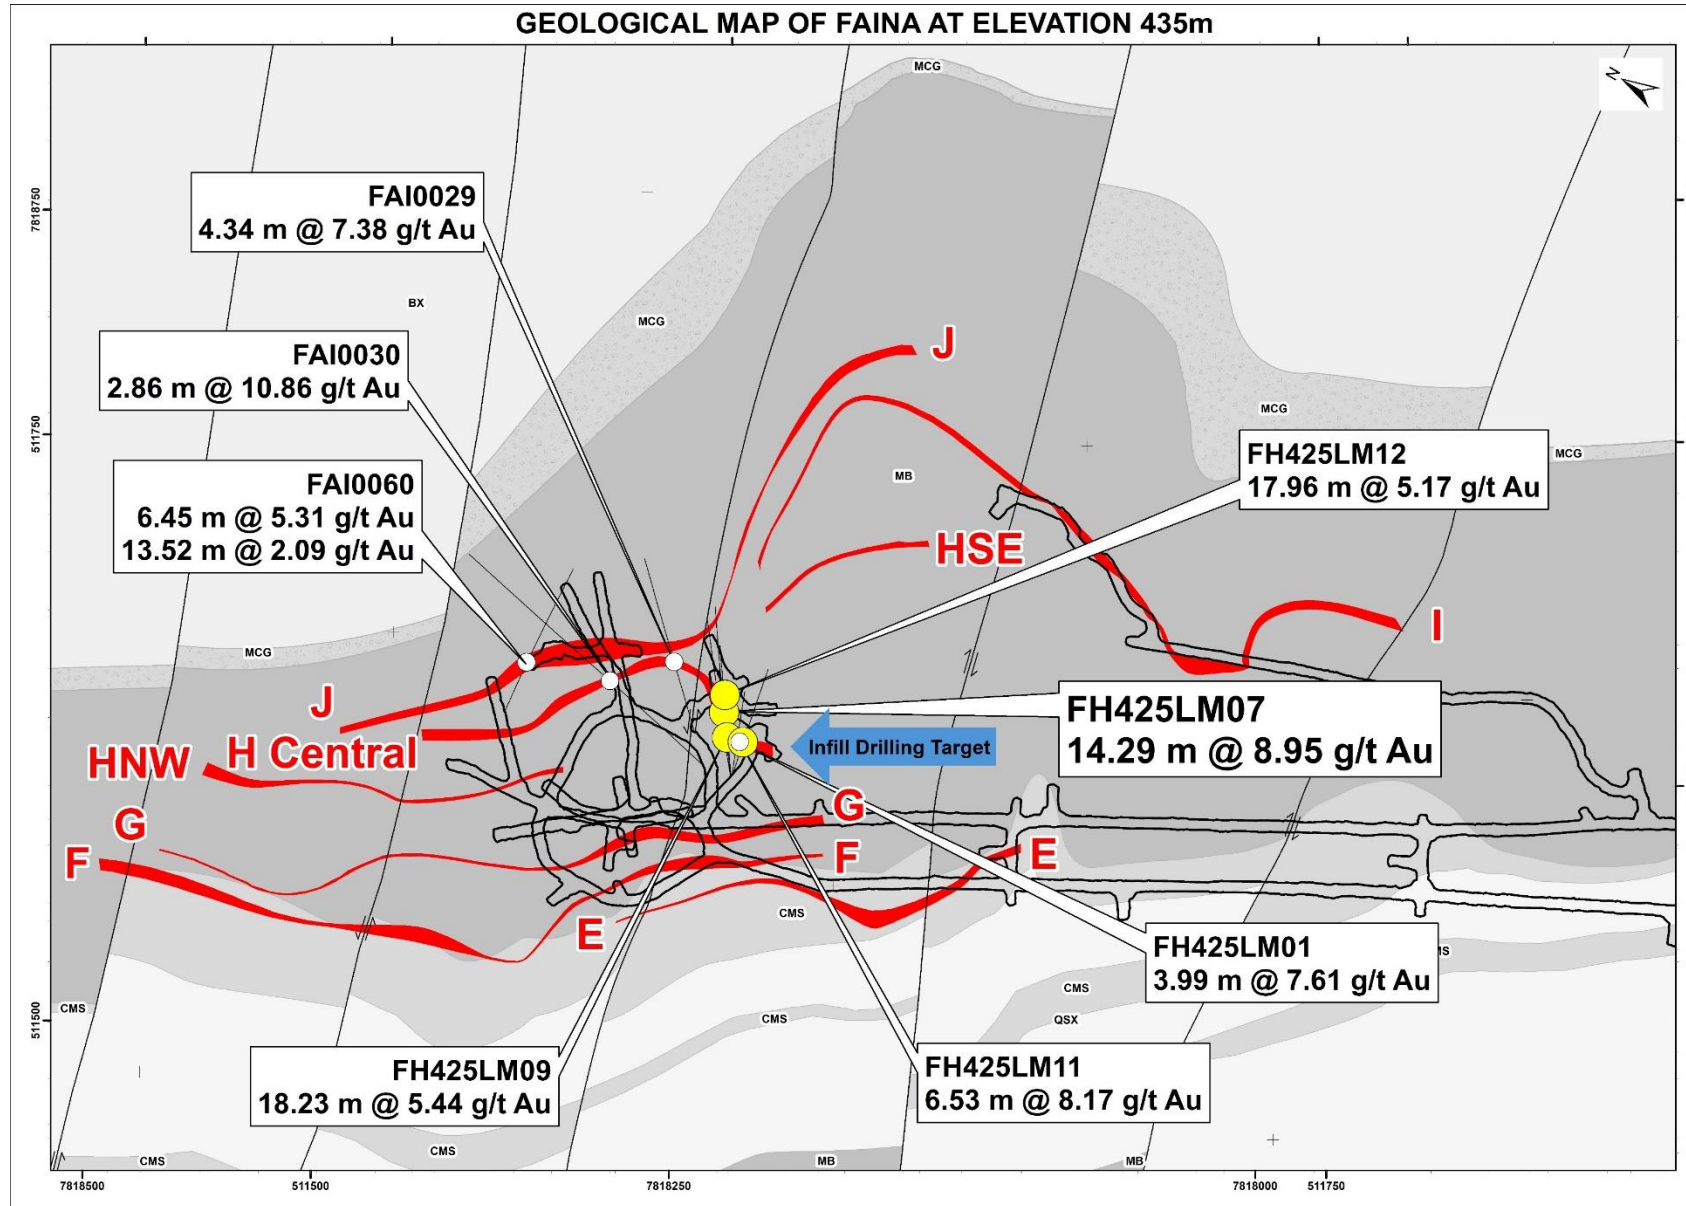 GEOLOGICAL MAP OF FAINA AT ELEVATION 435m
MCG
N
FAI0029
4.34 m @ 7.38 g/t Au
7818750
BX
MCG
FAI0030
2.86 m @ 10.86 g/t Au
J
MCG
511750
MCG
FH425LM12
17.96 m @ 5.17 g/t Au
FAI0060
6.45 m @ 5.31 g/t Au
13.52 m @ 2.09 g/t Au
MB
HSE
I
MCG
J
FH425LM07
14.29 m @ 8.95 g/t Au
H Central
HNW
Infill Drilling Target
G
G
F
F
E
E
CMS
FH425LM01
3.99 m @ 7.61 g/t Au
CMS
CMS
CMS
QSX
511500
FH425LM09
18.23 m @ 5.44 g/t Au
FH425LM11
6.53 m @ 8.17 g/t Au
CMS
CMS
MB
MB
7818500
511500
7818250
7818000
511750